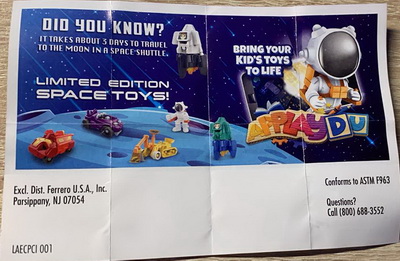 DID YOU KNOW?
IT TAKES ABOUT 3 DAYS TO TRAVEL
TO THE MOON IN A SPACE SHUTTLE.
LIMITED EDITION
SPACE TOYS!
BRING YOUR
KID'S TOYS
TO LIFE
APPLAYDU
Excl. Dist. Ferrero U.S.A., Inc.
Parsippany, NJ 07054
LAECPCI 001
Conforms to ASTM F963
Questions?
Call (800) 688-3552